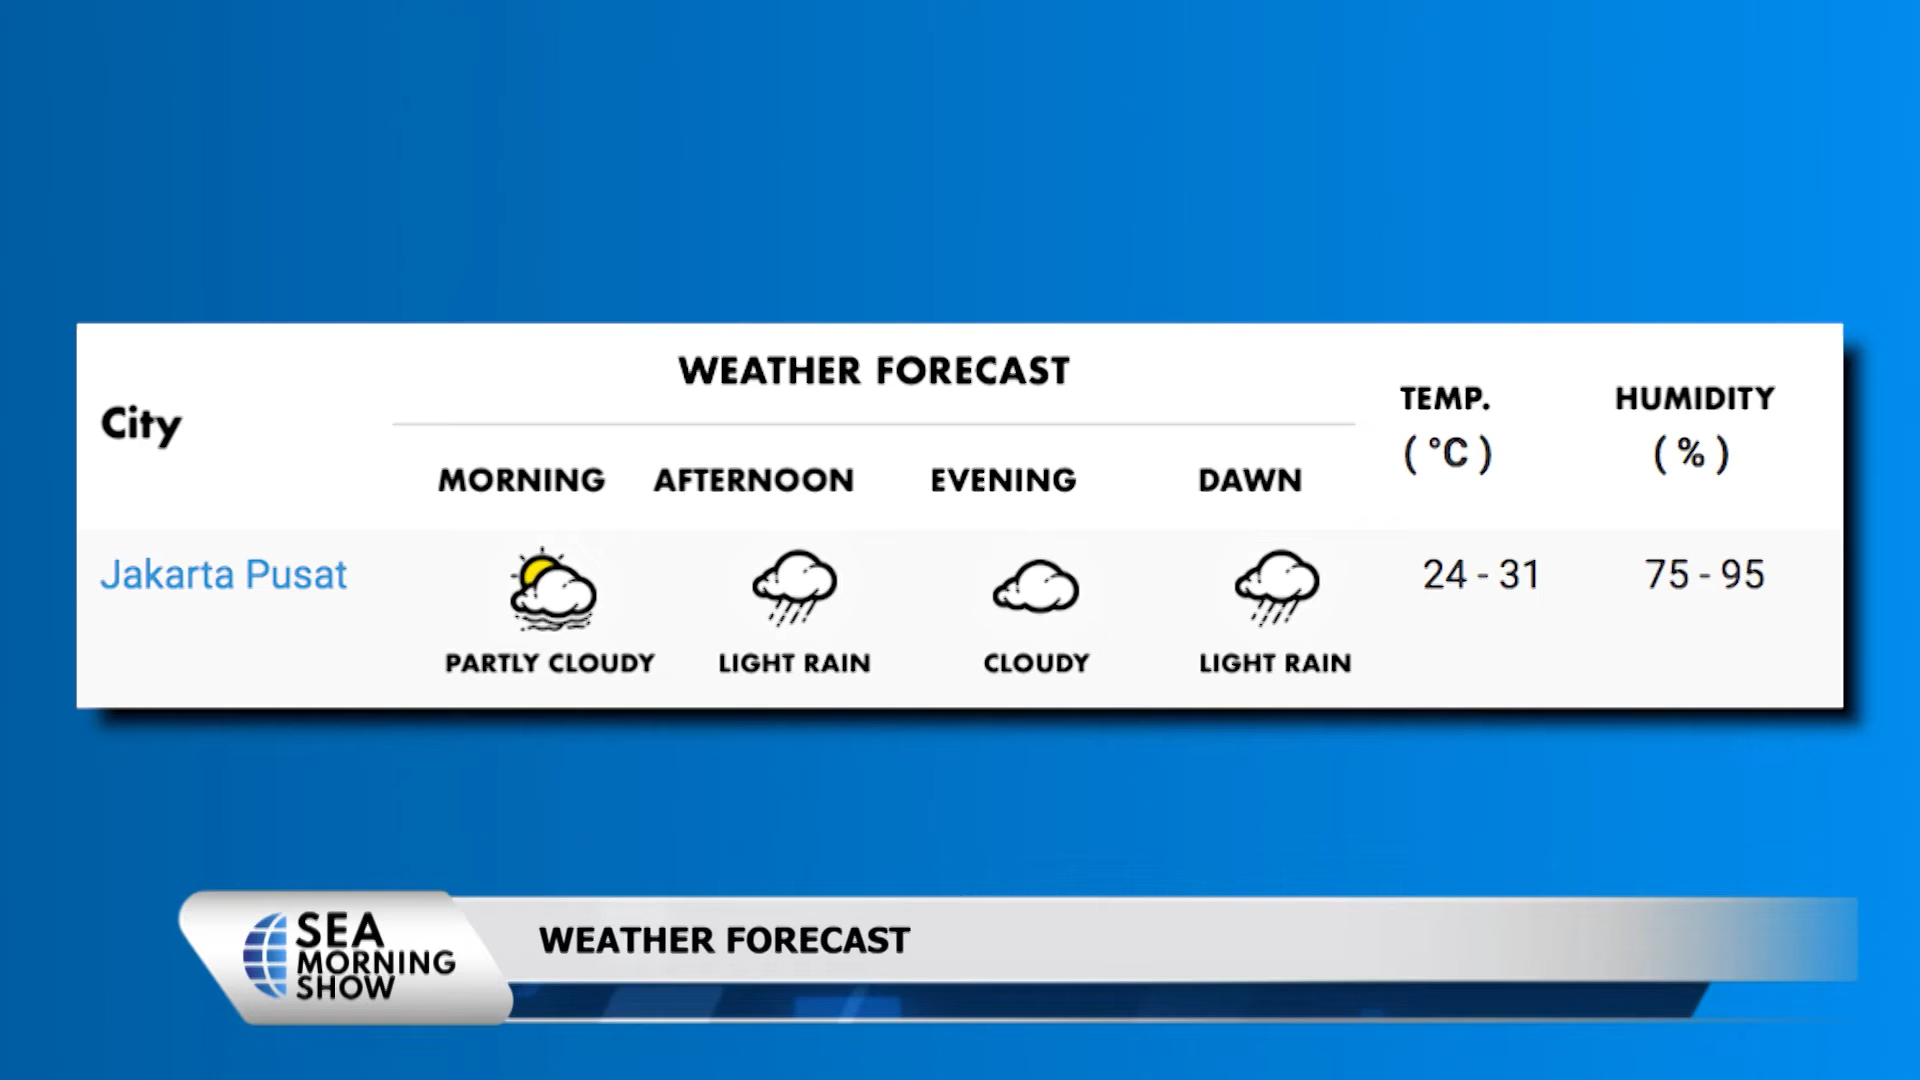 WEATHER FORECAST
City
TEMP.
( °C )
HUMIDITY
( % )
MORNING AFTERNOON EVENING DAWN
Jakarta Pusat
24 - 31
75 - 95
PARTLY CLOUDY LIGHT RAIN CLOUDY LIGHT RAIN
SEA
MORNING
SHOW
WEATHER FORECAST